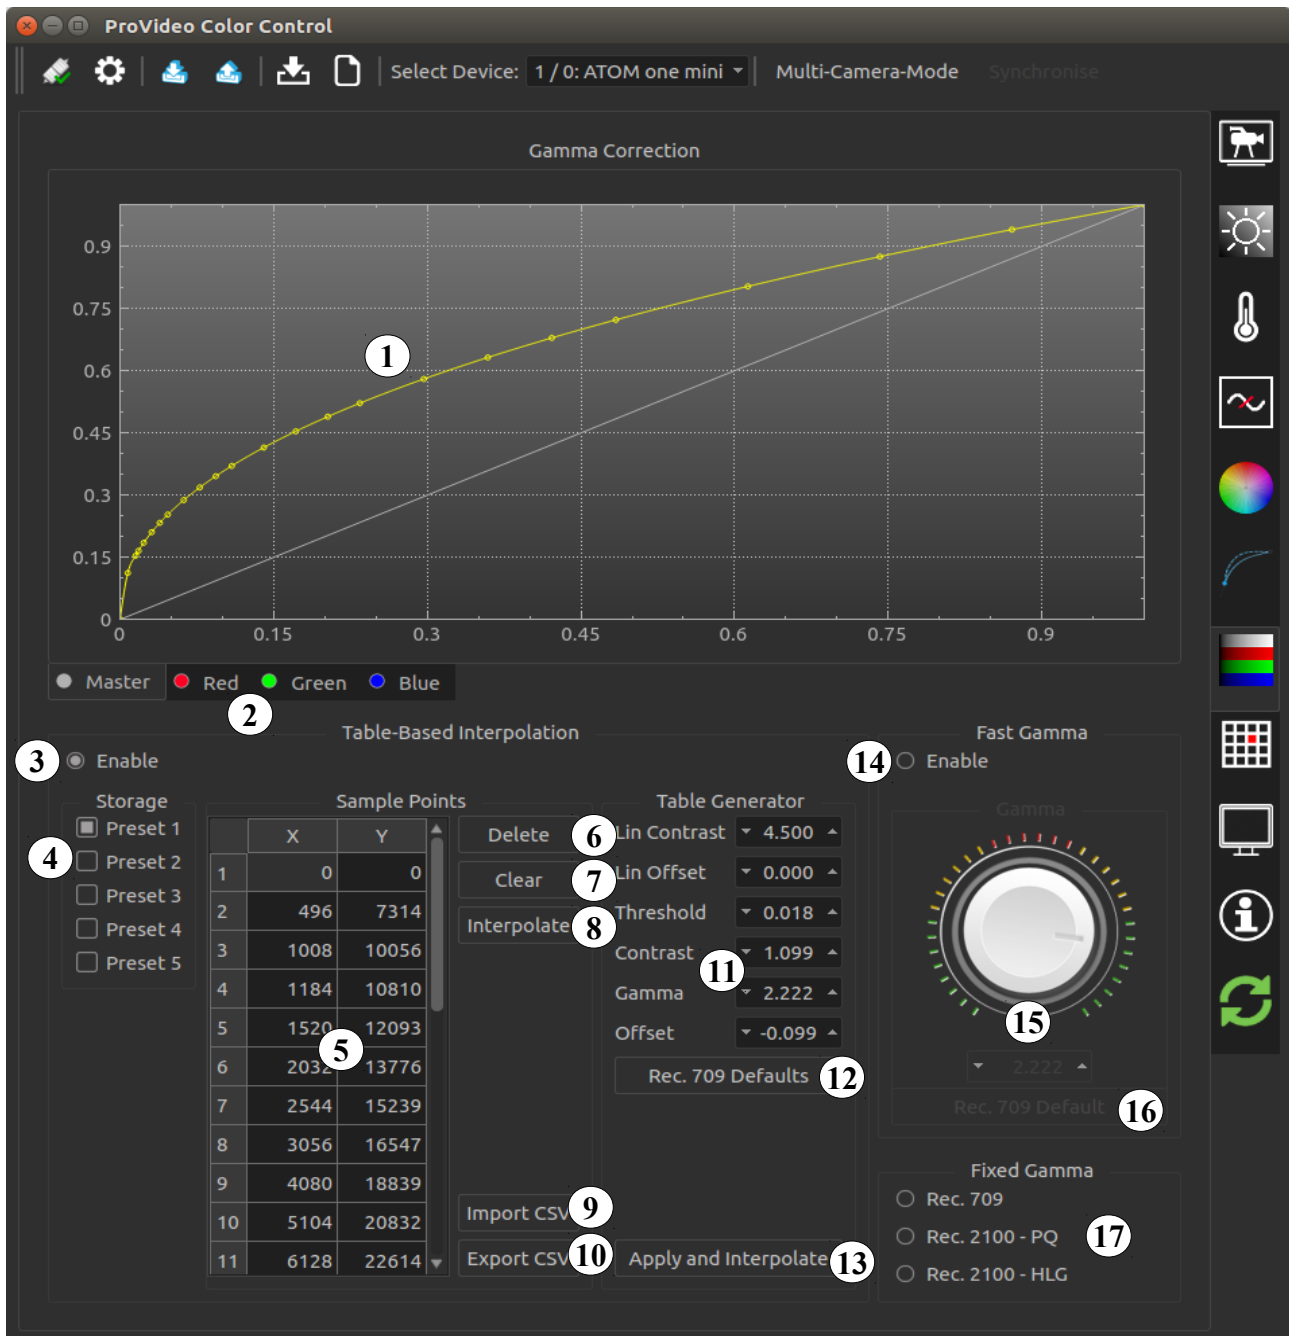 ProVideo Color Control
Select Device: 1 / 0: ATOM one mini Multi-Camera-Mode Synchronise
Gamma Correction
0.9
0.75
0.6
0.45
0.3
0.15
0
0 0.15 0.3 0.45 0.6 0.75 0.9
1
Master Red Green Blue
2
Table-Based Interpolation
3 Enable
Storage
Preset 1
4 Preset 2
Preset 3
Preset 4
Preset 5
Sample Points
X Y
1 0 0
2 496 7314
3 1008 10056
4 1184 10810
5 1520 12093
6 2032 13776
7 2544 15239
8 3056 16547
9 4080 18839
10 5104 20832
11 6128 22614
5
Delete 6
Clear 7
Interpolate 8
Import CSV 9
Export CSV 10
Table Generator
Lin Contrast 4.500
Lin Offset 0.000
Threshold 0.018
Contrast 1.099
11
Gamma 2.222
Offset -0.099
Rec. 709 Defaults 12
Apply and Interpolate 13
Fast Gamma
14 Enable
Gamma
15
2.222
Rec. 709 Default 16
Fixed Gamma
Rec. 709
Rec. 2100 - PQ 17
Rec. 2100 - HLG